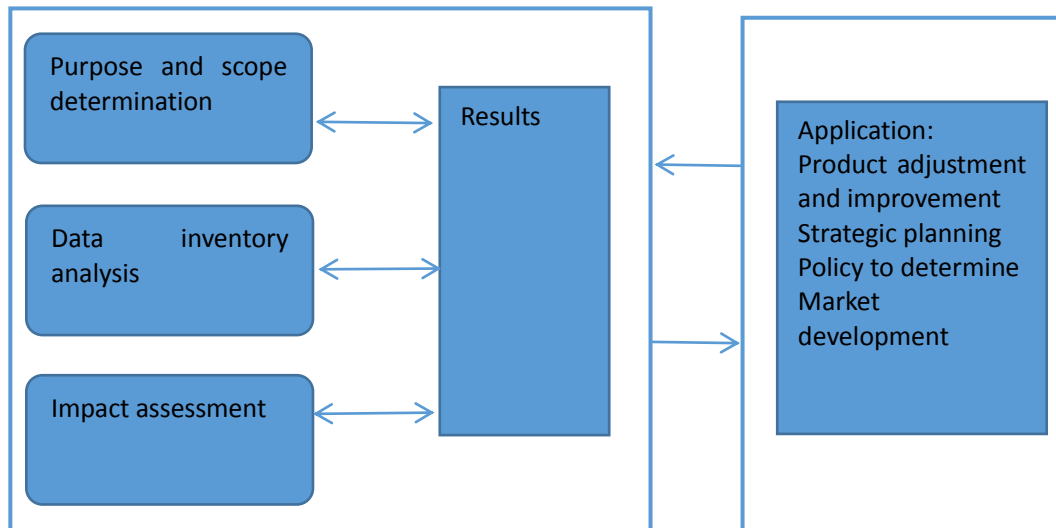 Purpose and scope
determination
Data inventory
analysis
Impact assessment
Results
Application:
Product adjustment
and improvement
Strategic planning
Policy to determine
Market
development